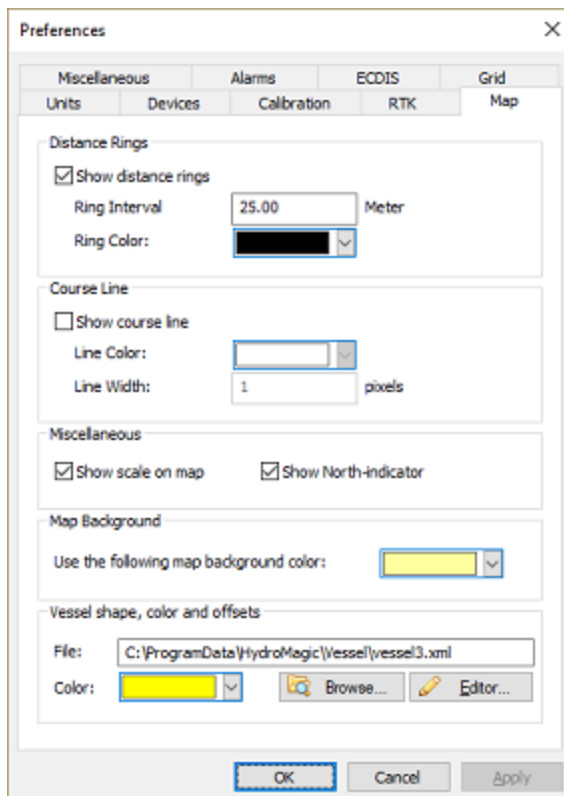 Preferences
Miscellaneous Alarms ECDIS Grid
Units Devices Calibration RTK Map
Distance Rings
Show distance rings
Ring Interval 25.00 Meter
Ring Color:
Course Line
Show course line
Line Color:
Line Width: 1 pixels
Miscellaneous
Show scale on map Show North-indicator
Map Background
Use the following map background color:
Vessel shape, color and offsets
File: C:\ProgramData\HydroMagic\Vessel\vessel3.xml
Color: Browse... Editor...
OK Cancel Apply